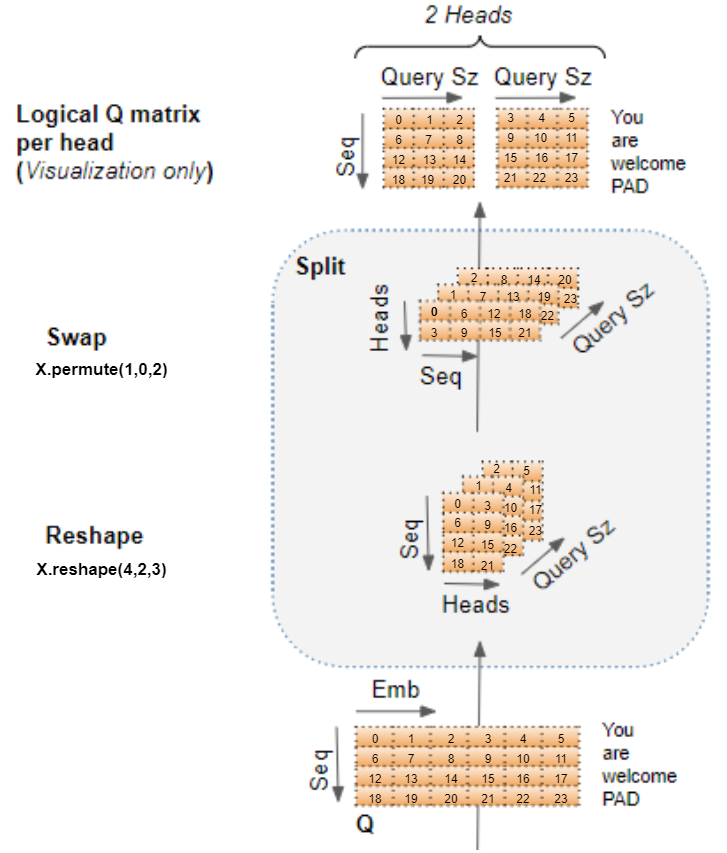 2 Heads
Query Sz Query Sz
Logical Q matrix
per head
(Visualization only)
Seq
0 1 2 3 4 5
6 7 8 9 10 11
12 13 14 15 16 17
18 19 20 21 22 23
You
are
welcome
PAD
Split
Swap
X.permute(1,0,2)
Heads
2 8 14 20
1 7 13 19 23
0 6 12 18 22
3 9 15 21
Query Sz
Seq
Reshape
X.reshape(4,2,3)
Seq
2 5
1 4 11
0 3 10 17
6 9 16 23
12 15 22
18 21
Query Sz
Heads
Emb
Seq
0 1 2 3 4 5
6 7 8 9 10 11
12 13 14 15 16 17
18 19 20 21 22 23
You
are
welcome
PAD
Q